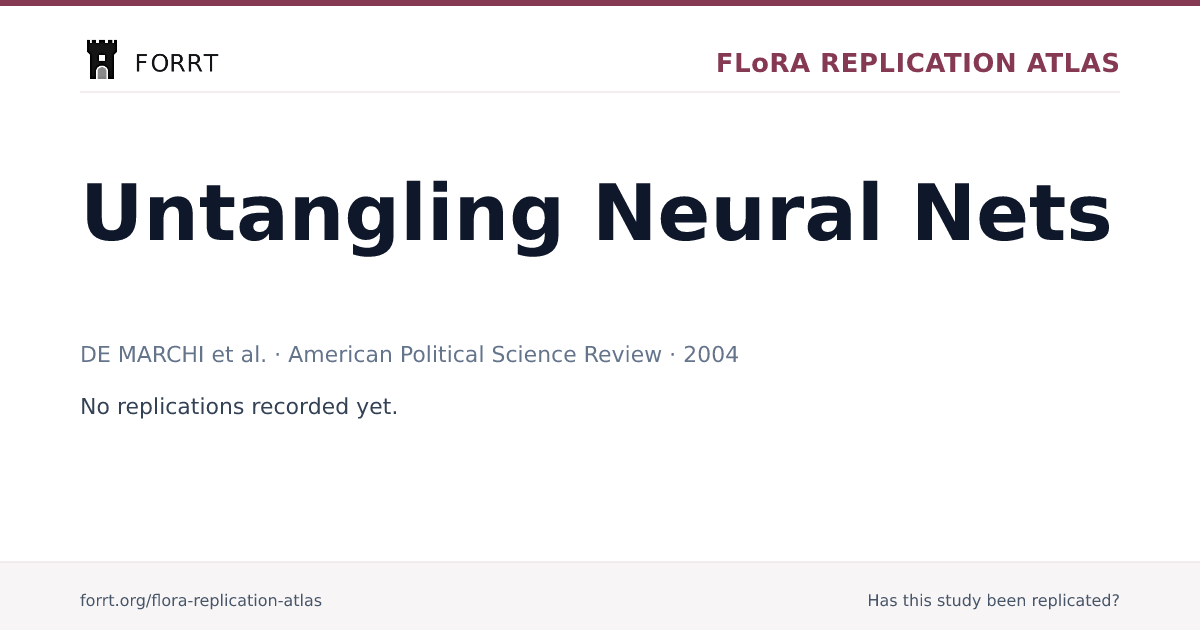 FORRT
FLoRA REPLICATION ATLAS
Untangling Neural Nets
DE MARCHI et al. · American Political Science Review · 2004
No replications recorded yet.
forrt.org/flora-replication-atlas
Has this study been replicated?